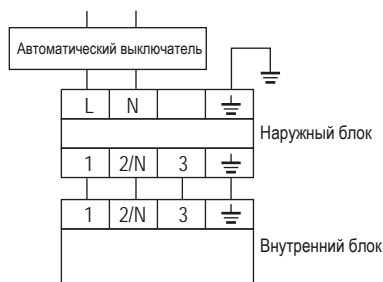 Автоматический выключатель
L N
Наружный блок
1 2/N 3
1 2/N 3
Внутренний блок